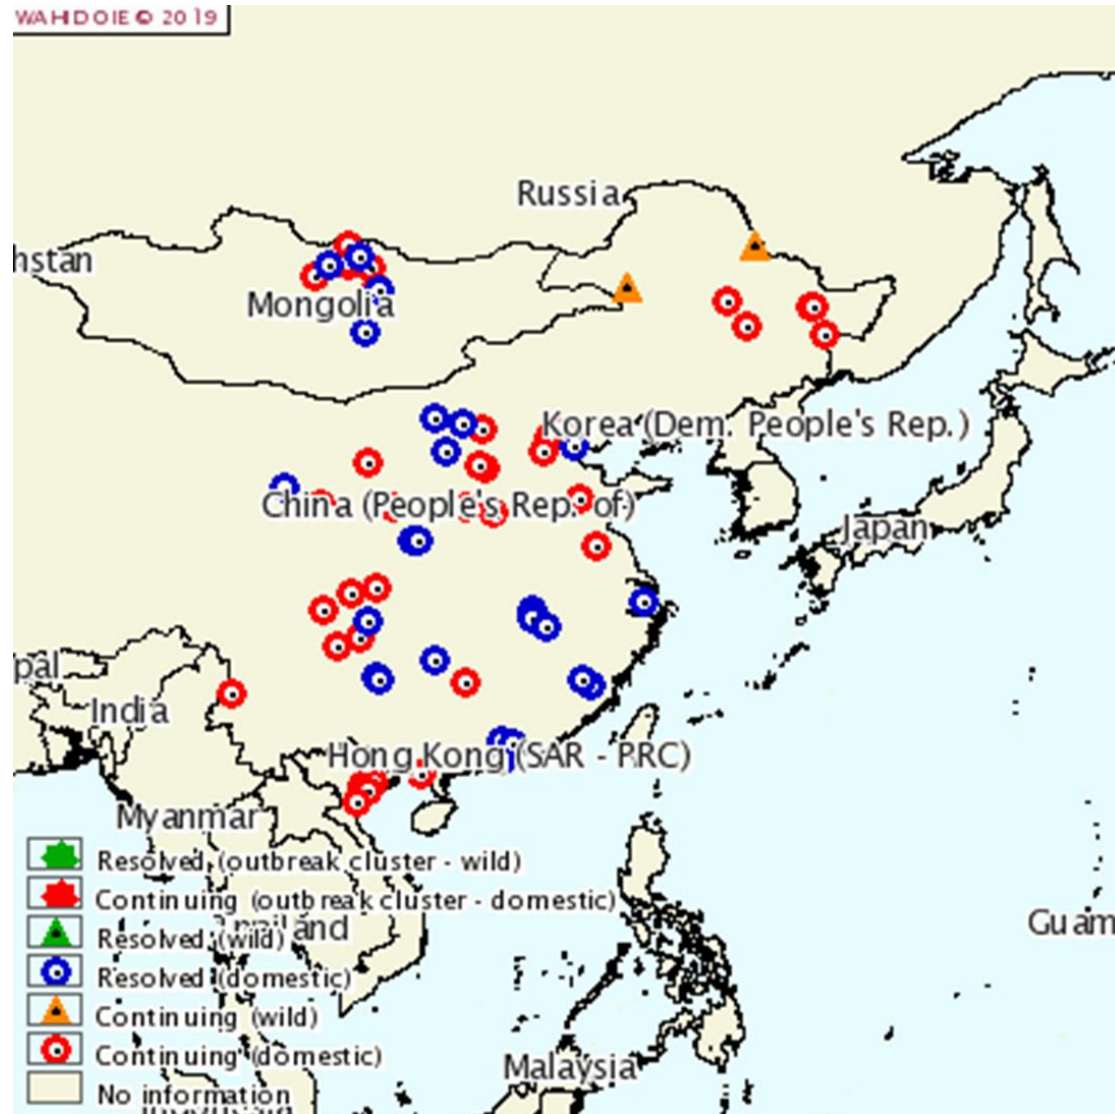 WAHIDOIE © 2019
Russia
hstan
Mongolia
Korea (Dem. People's Rep.)
China (People's Rep. of)
Japan
pal
India
Hong Kong (SAR - PRC)
Myanmar
Resolved (outbreak cluster - wild)
Continuing (outbreak cluster - domestic)
Guam
Resolved (wild)
Resolved (domestic)
Continuing (wild)
Continuing (domestic)
Malaysia
No information